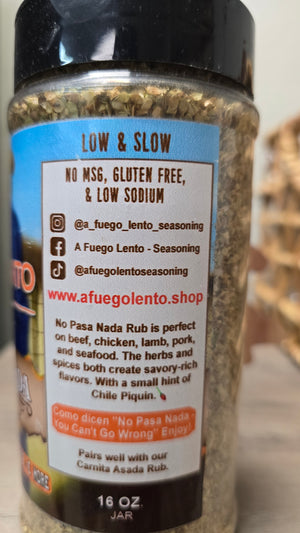 LOW & SLOW
NO MSG, GLUTEN FREE,
& LOW SODIUM
@a_fuego_lento_seasoning
A Fuego Lento - Seasoning
@afuegolentoseasoning
www.afuegolento.shop
No Pasa Nada Rub is perfect
on beef, chicken, lamb, pork,
and seafood. The herbs and
spices both create savory-rich
flavors. With a small hint of
Chile Piquin.
Como dicen "No Pasa Nada -
You Can't Go Wrong" Enjoy!
Pairs well with our
Carnita Asada Rub.
16 OZ.
JAR